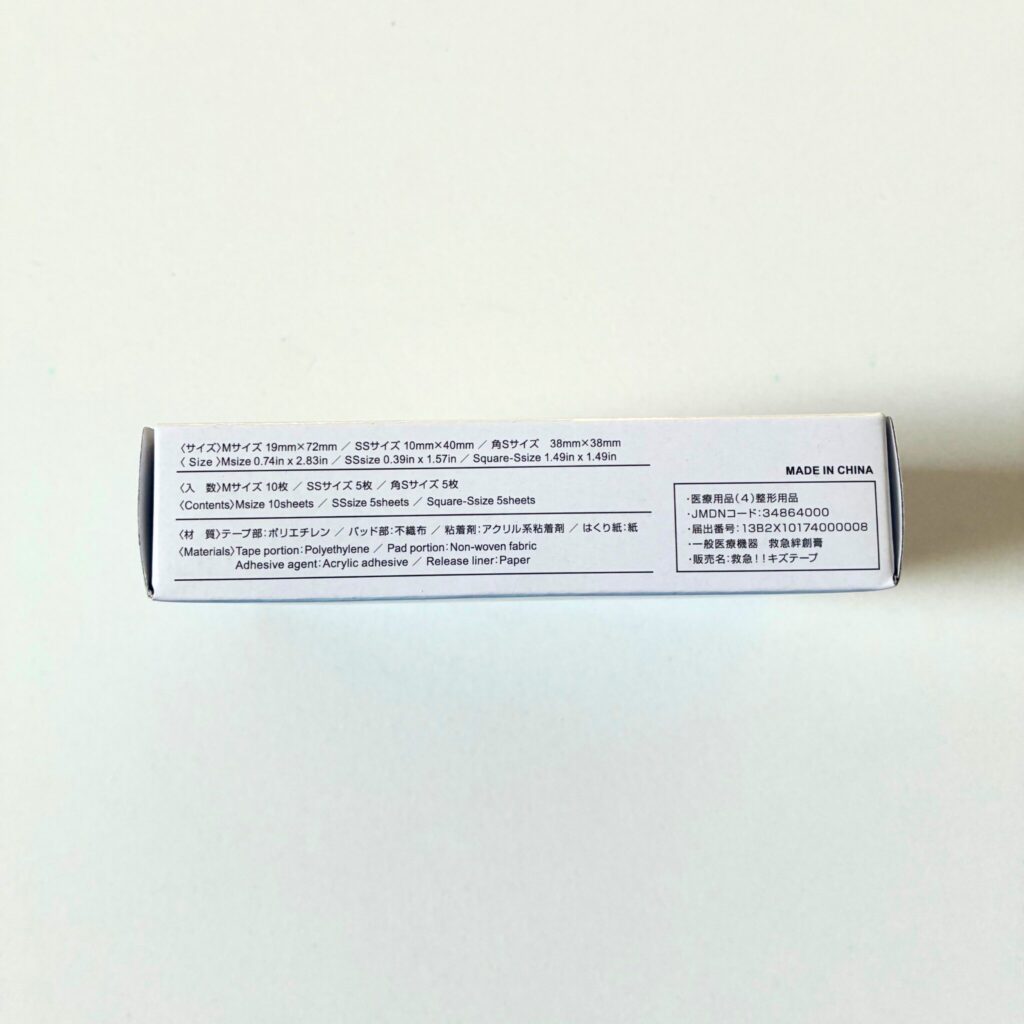 〈サイズ〉Mサイズ 19mm×72mm ／ SSサイズ 10mm×40mm ／ 角Sサイズ 38mm×38mm
〈 Size 〉Msize 0.74in x 2.83in ／ SSsize 0.39in x 1.57in ／ Square-Ssize 1.49in x 1.49in
〈入 数〉Mサイズ 10枚 ／ SSサイズ 5枚 ／ 角Sサイズ 5枚
〈Contents〉Msize 10sheets ／ SSsize 5sheets ／ Square-Ssize 5sheets
〈材 質〉テープ部:ポリエチレン ／ パッド部:不織布 ／ 粘着剤:アクリル系粘着剤 ／ はくり紙:紙
〈Materials〉Tape portion:Polyethylene ／ Pad portion:Non-woven fabric
Adhesive agent:Acrylic adhesive ／ Release liner:Paper
MADE IN CHINA
・医療用品(4)整形用品
・JMDNコード:34864000
・届出番号:13B2X10174000008
・一般医療機器 救急絆創膏
・販売名:救急!!キズテープ